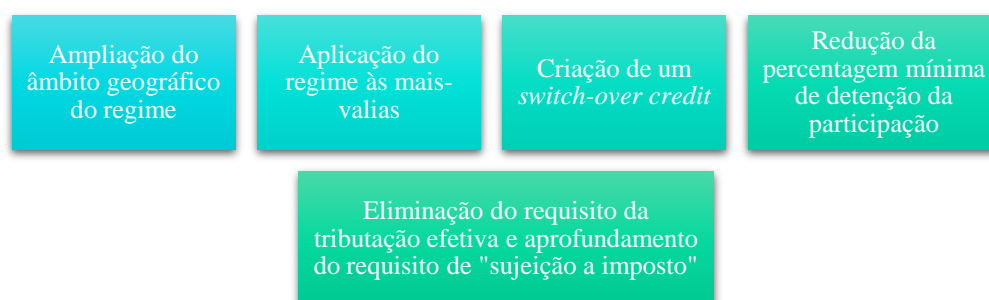 Ampliação do
âmbito geográfico
do regime
Aplicação do
regime às mais-
valias
Criação de um
switch-over credit
Redução da
percentagem mínima
de detenção da
participação
Eliminação do requisito da
tributação efetiva e aprofundamento
do requisito de "sujeição a imposto"